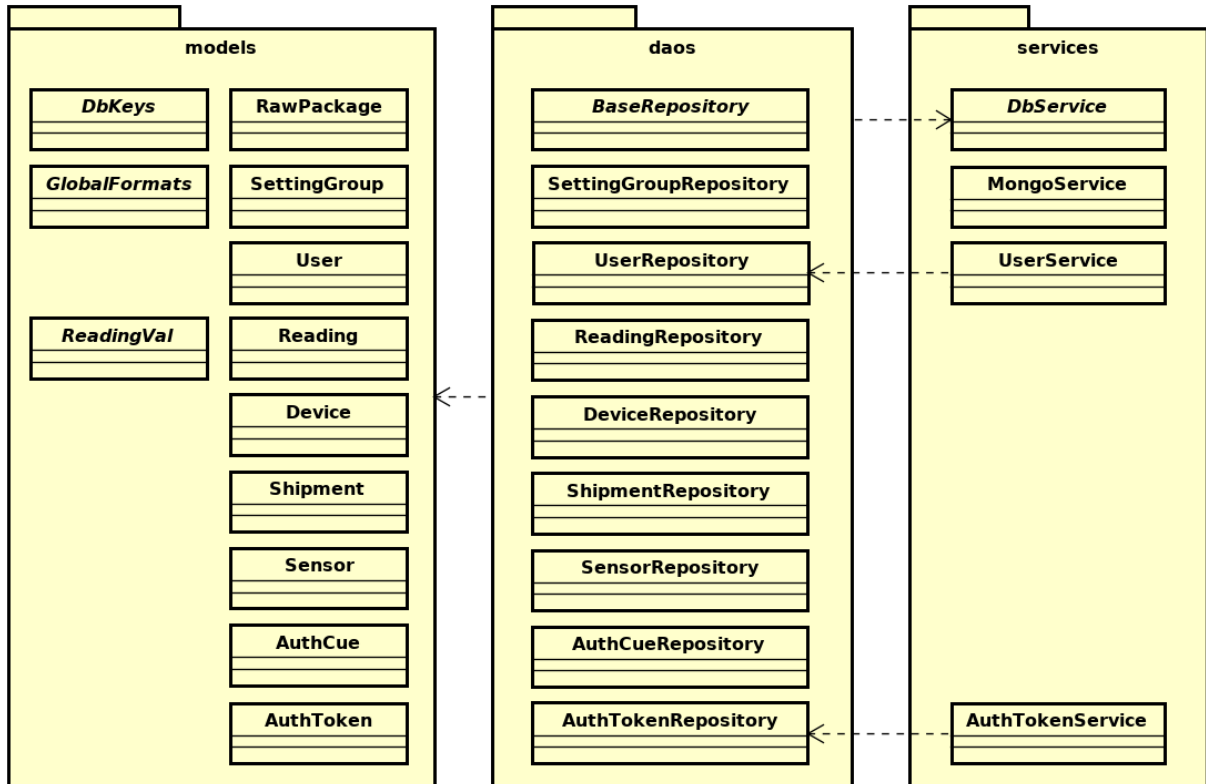 models
DbKeys
RawPackage
GlobalFormats
SettingGroup
User
ReadingVal
Reading
Device
Shipment
Sensor
AuthCue
AuthToken
daos
BaseRepository
SettingGroupRepository
UserRepository
ReadingRepository
DeviceRepository
ShipmentRepository
SensorRepository
AuthCueRepository
AuthTokenRepository
services
DbService
MongoService
UserService
AuthTokenService